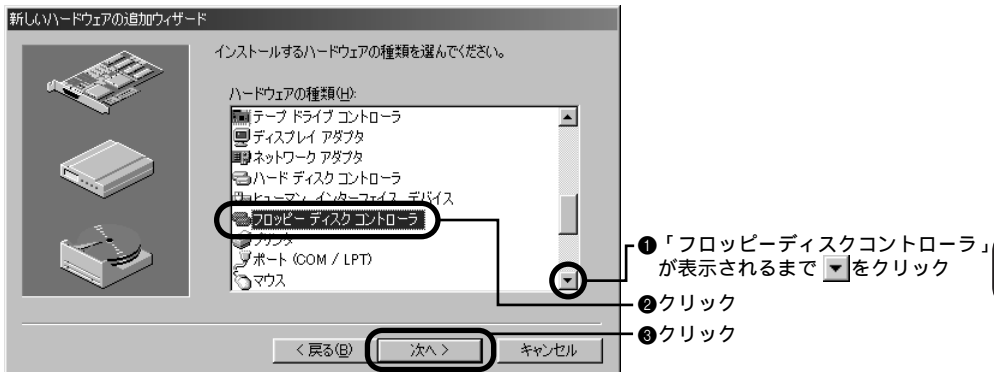 新しいハードウェアの追加ウィザード
インストールするハードウェアの種類を選んでください。
ハードウェアの種類(H):
テープ ドライブ コントローラ
ディスプレイ アダプタ
ネットワーク アダプタ
ハード ディスク コントローラ
ヒューマン インターフェイス デバイス
フロッピー ディスク コントローラ
プリンタ
ポート (COM / LPT)
マウス
❶「フロッピーディスクコントローラ」
が表示されるまで▼をクリック
❷クリック
❸クリック
< 戻る(B)
次へ >
キャンセル